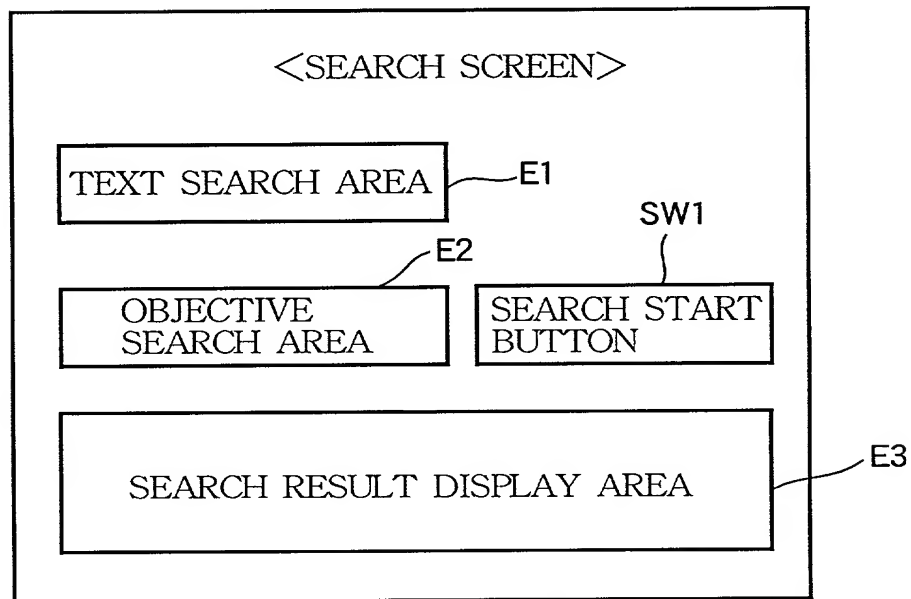 <SEARCH SCREEN>
TEXT SEARCH AREA
E1
SW1
E2
OBJECTIVE
SEARCH AREA
SEARCH START
BUTTON
E3
SEARCH RESULT DISPLAY AREA